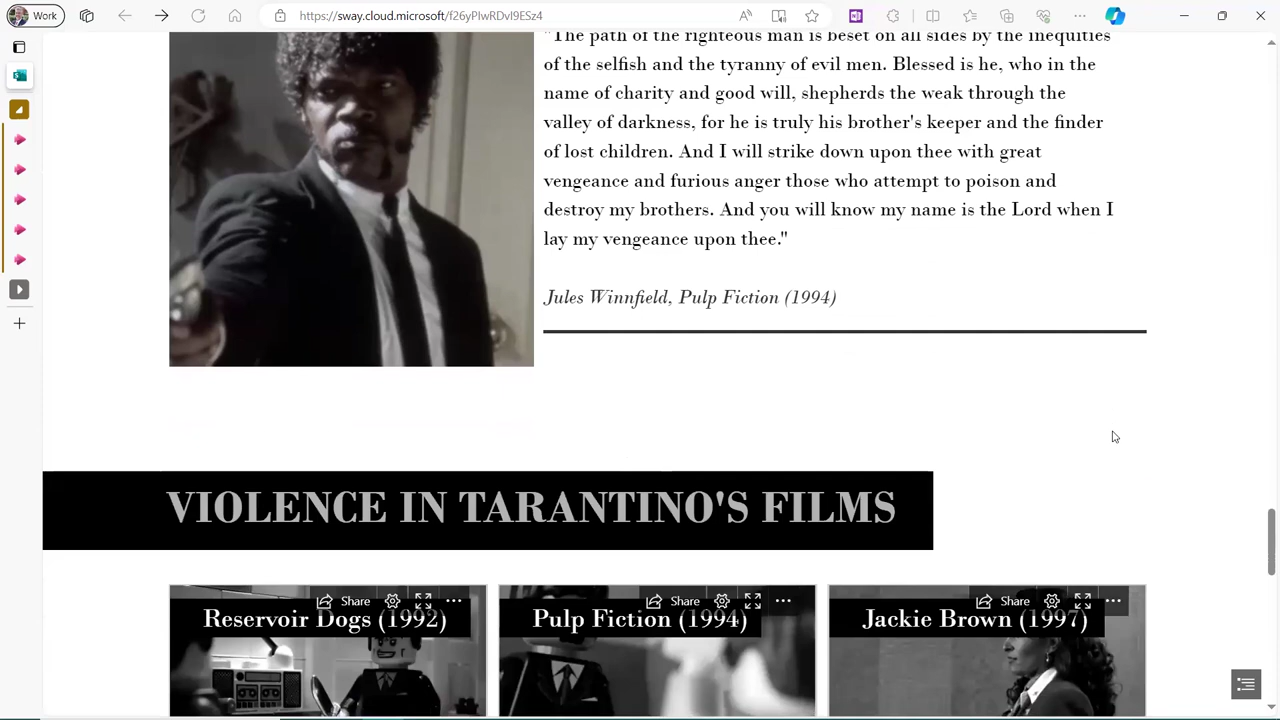 Work
https://sway.cloud.microsoft/f26yPlwRDvI9ESz4
"The path of the righteous man is beset on all sides by the inequities
of the selfish and the tyranny of evil men. Blessed is he, who in the
name of charity and good will, shepherds the weak through the
valley of darkness, for he is truly his brother's keeper and the finder
of lost children. And I will strike down upon thee with great
vengeance and furious anger those who attempt to poison and
destroy my brothers. And you will know my name is the Lord when I
lay my vengeance upon thee."
Jules Winnfield, Pulp Fiction (1994)
VIOLENCE IN TARANTINO'S FILMS
Share
Share
Share
Reservoir Dogs (1992)
Pulp Fiction (1994)
Jackie Brown (1997)